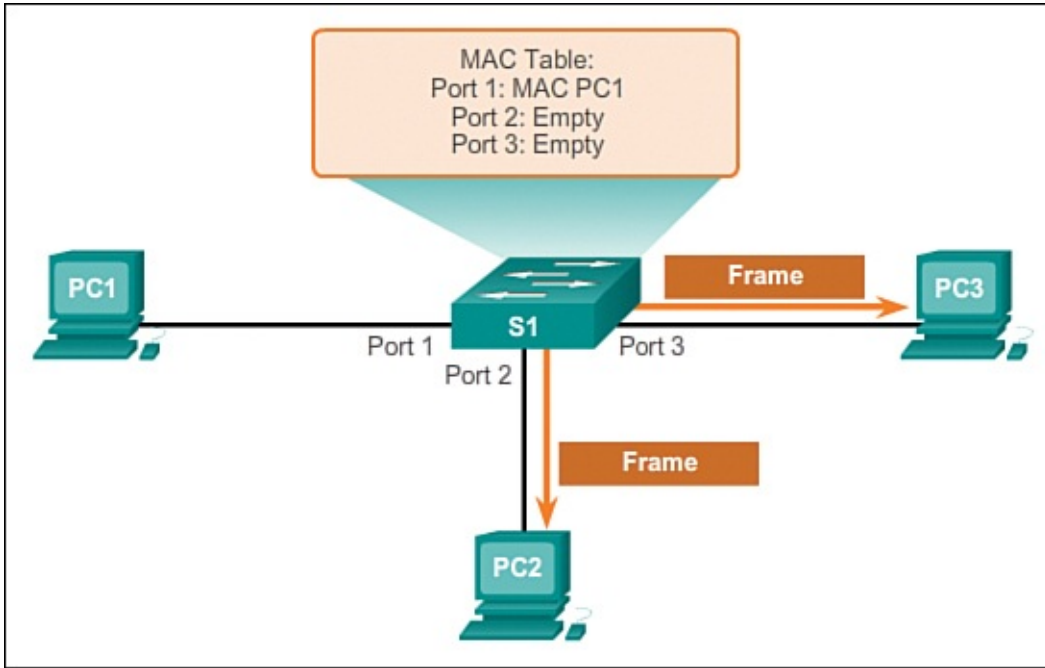 MAC Table:
Port 1: MAC PC1
Port 2: Empty
Port 3: Empty
PC1
Frame
PC3
S1
Port 1
Port 3
Port 2
Frame
PC2